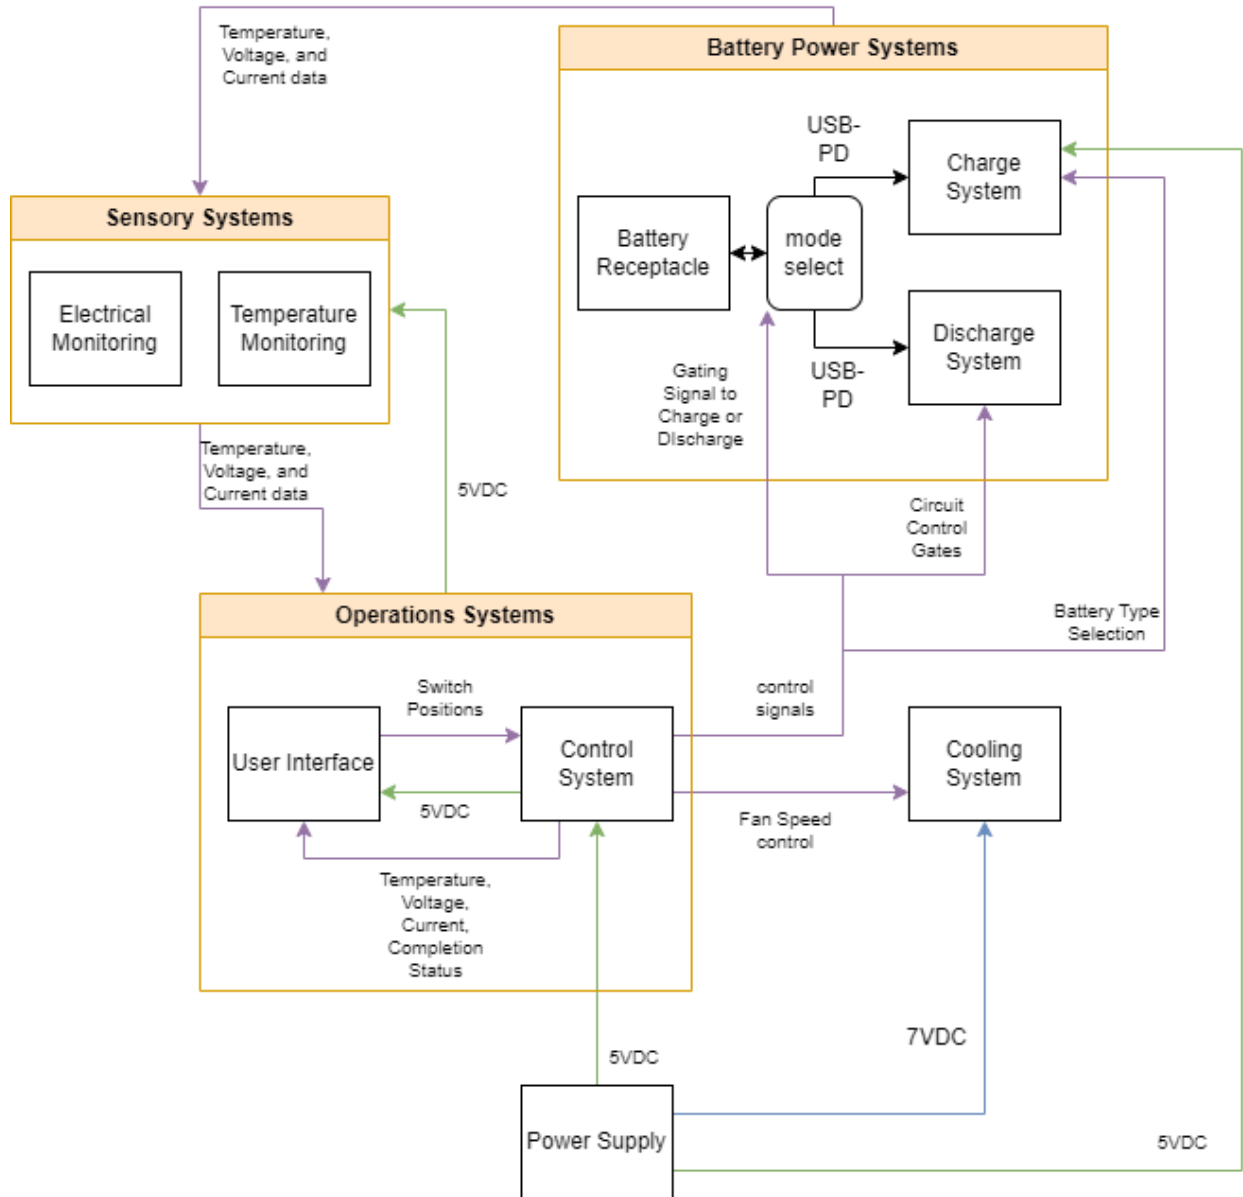 Temperature,
Voltage, and
Current data
Battery Power Systems
USB-
PD
Charge
System
Sensory Systems
Battery
Receptacle
mode
select
Electrical
Monitoring
Temperature
Monitoring
Discharge
System
USB-
PD
Gating
Signal to
Charge or
DIscharge
Temperature,
Voltage, and
Current data
5VDC
Circuit
Control
Gates
Operations Systems
Battery Type
Selection
Switch
Positions
control
signals
User Interface
Control
System
Cooling
System
5VDC
Fan Speed
control
Temperature,
Voltage,
Current,
Completion
Status
7VDC
5VDC
Power Supply
5VDC